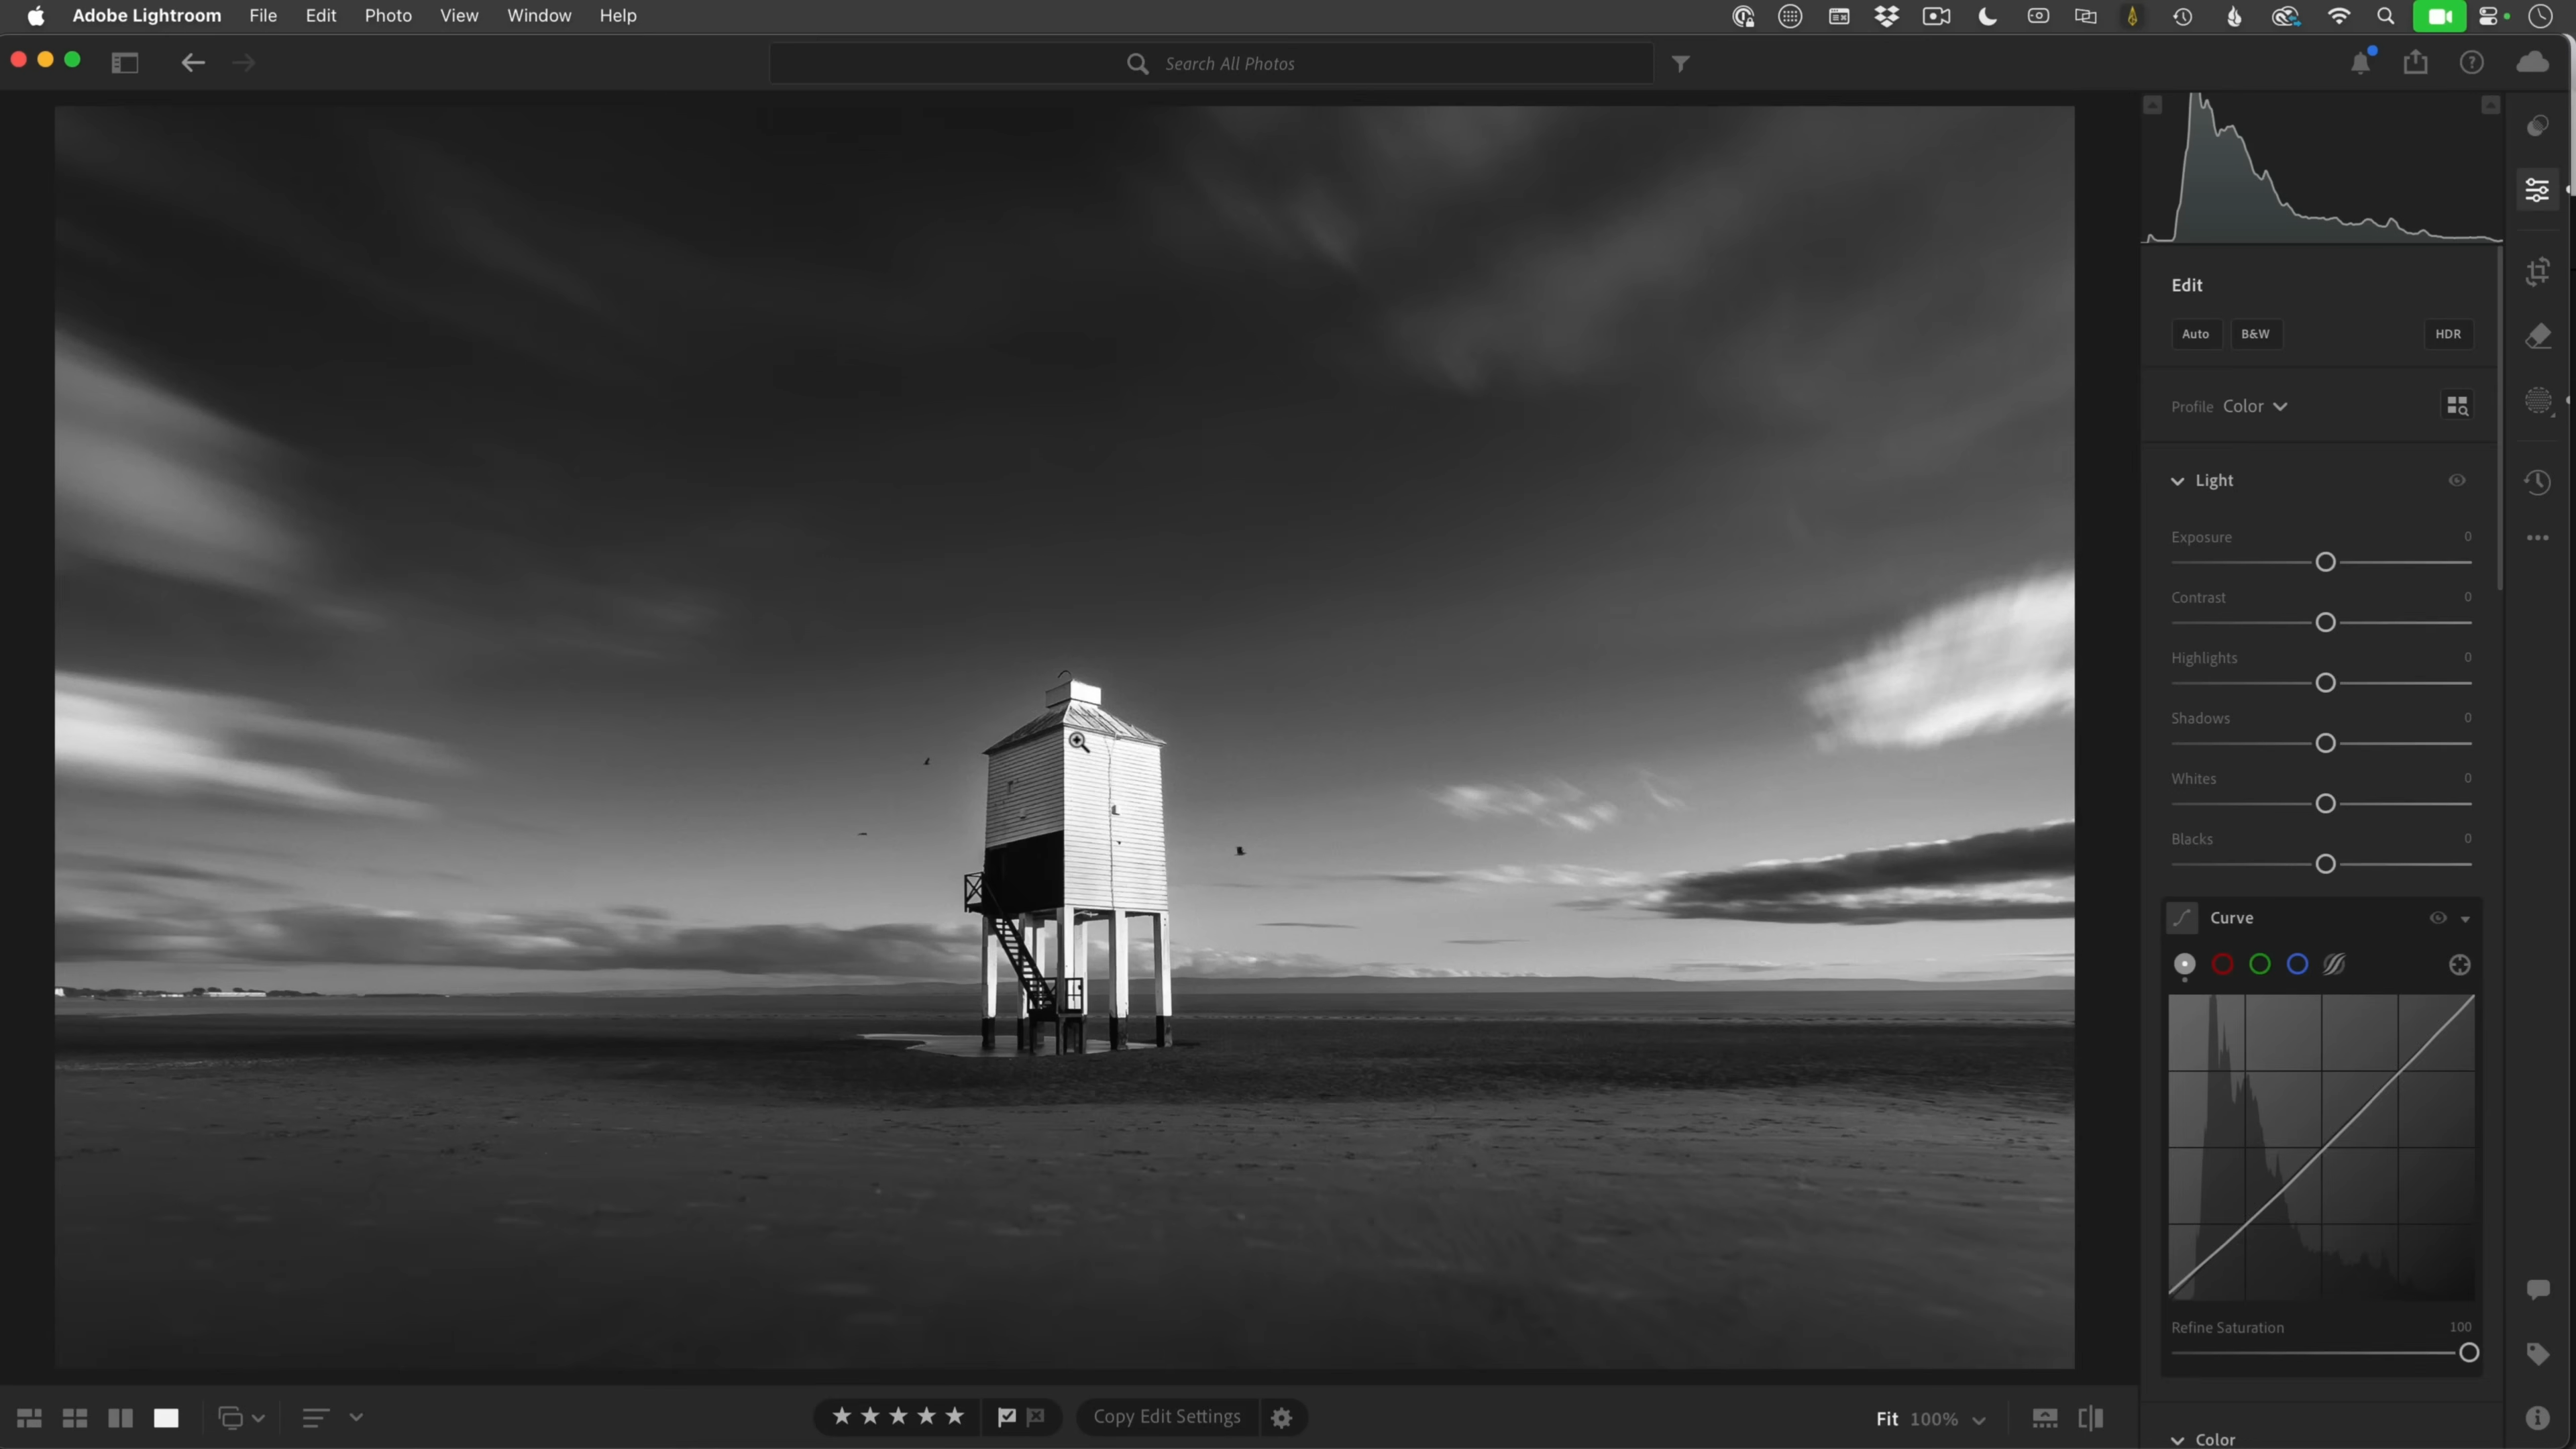 Adobe Lightroom File Edit Photo View Window Help
Search All Photos
Edit
Auto B&W HDR
Profile Color
Light
Exposure 0
Contrast 0
Highlights 0
Shadows 0
Whites 0
Blacks 0
Curve
Refine Saturation 100
Copy Edit Settings
Fit 100%
Color